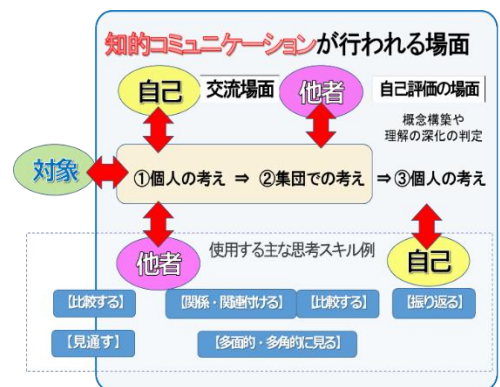 知的コミュニケーションが行われる場面
自己
交流場面
他者
自己評価の場面
概念構築や
理解の深化の判定
対象
①個人の考え ⇒ ②集団での考え ⇒③個人の考え
他者
使用する主な思考スキル例
自己
【比較する】
【関係・関連付ける】
【比較する】
【振り返る】
【見通す】
【多面的・多角的に見る】